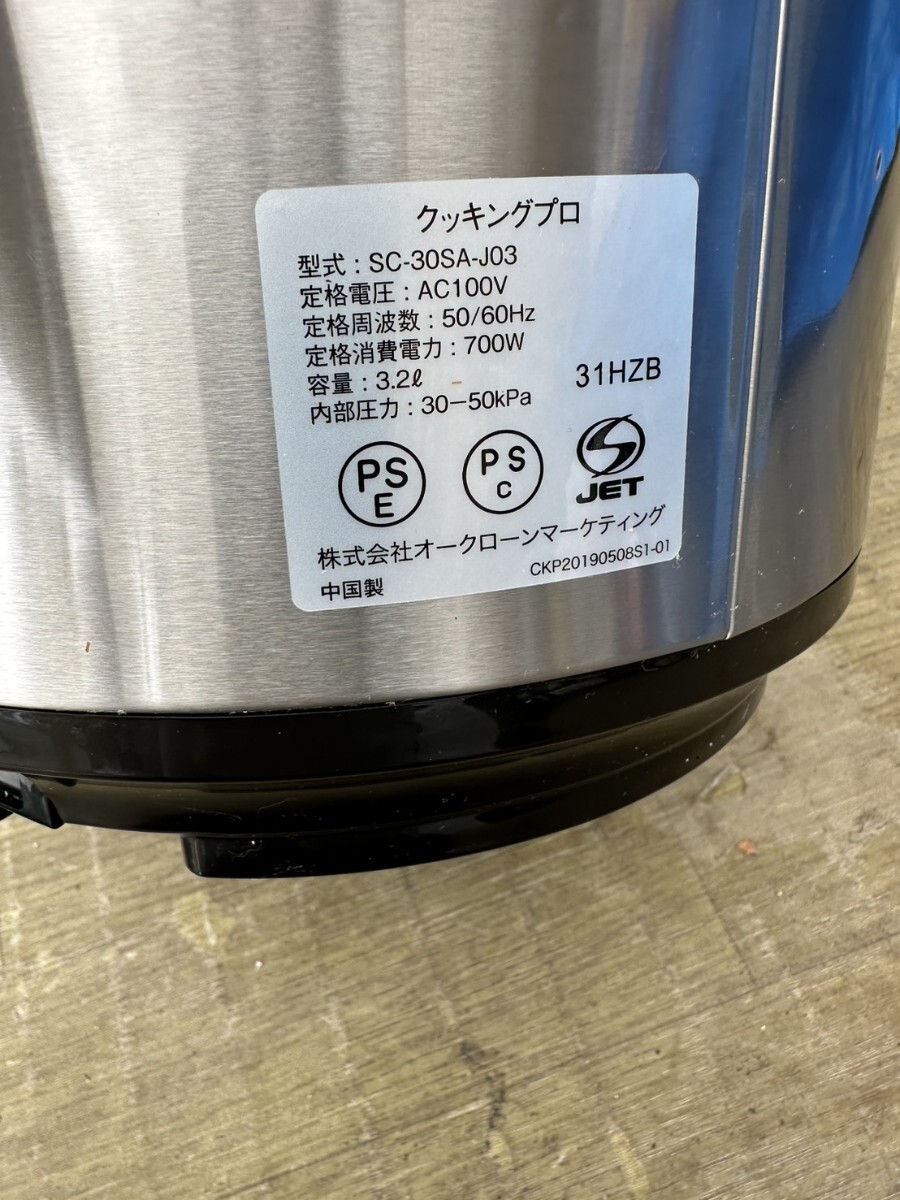 クッキングプロ
型式：SC-30SA-J03
定格電圧：AC100V
定格周波数：50/60Hz
定格消費電力：700W
容量：3.2ℓ
31HZB
内部圧力：30－50kPa
PS
E
PS
C
JET
株式会社オークローンマーケティング
中国製
CKP20190508S1-01